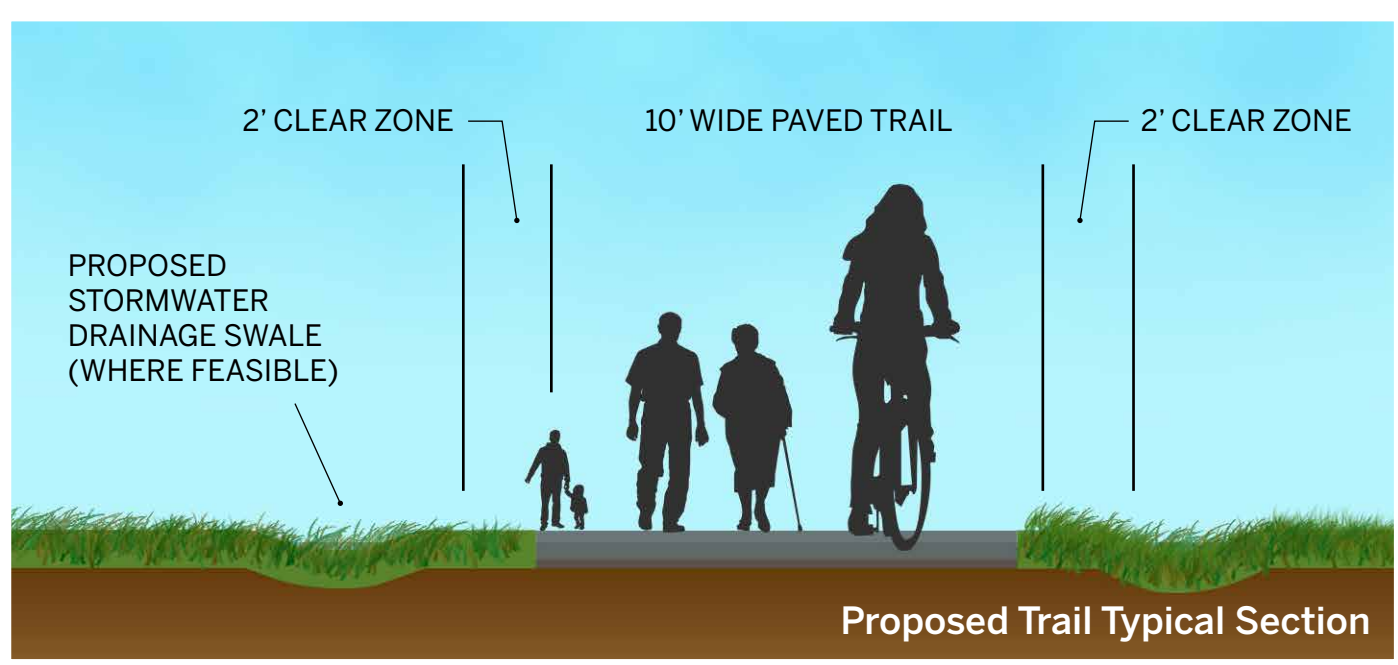 2’ CLEAR ZONE
10’ WIDE PAVED TRAIL
2’ CLEAR ZONE
PROPOSED
STORMWATER
DRAINAGE SWALE
(WHERE FEASIBLE)
Proposed Trail Typical Section